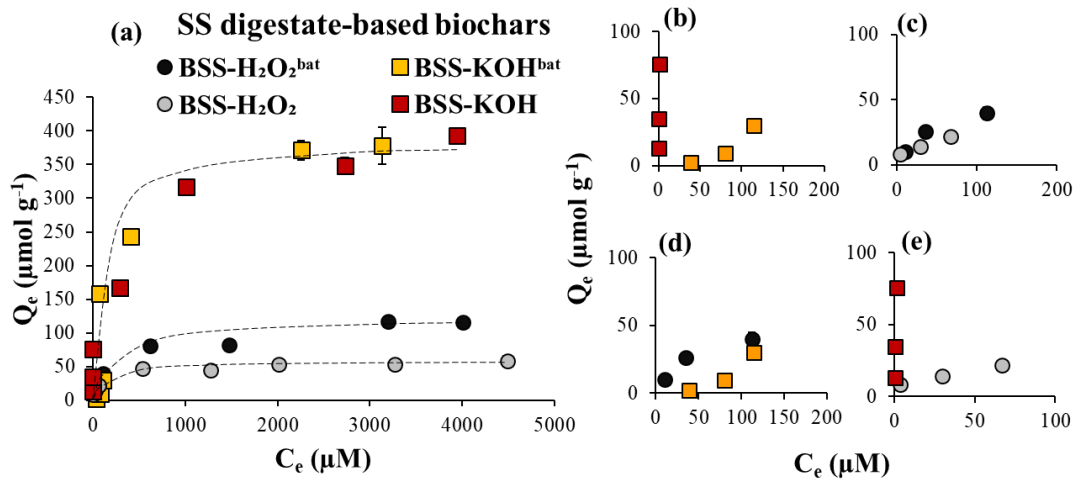 (a) SS digestate-based biochars
BSS-H₂O₂ᵇᵃᵗ
BSS-KOHᵇᵃᵗ
BSS-H₂O₂
BSS-KOH
450
400
350
300
250
200
150
100
50
0
0 1000 2000 3000 4000 5000
Qₑ (µmol g⁻¹)
Cₑ (µM)
(b)
100
50
0
0 50 100 150 200
(c)
100
50
0
0 100 200
Qₑ (µmol g⁻¹)
(d)
100
50
0
0 50 100 150 200
(e)
100
50
0
0 50 100
Cₑ (µM)